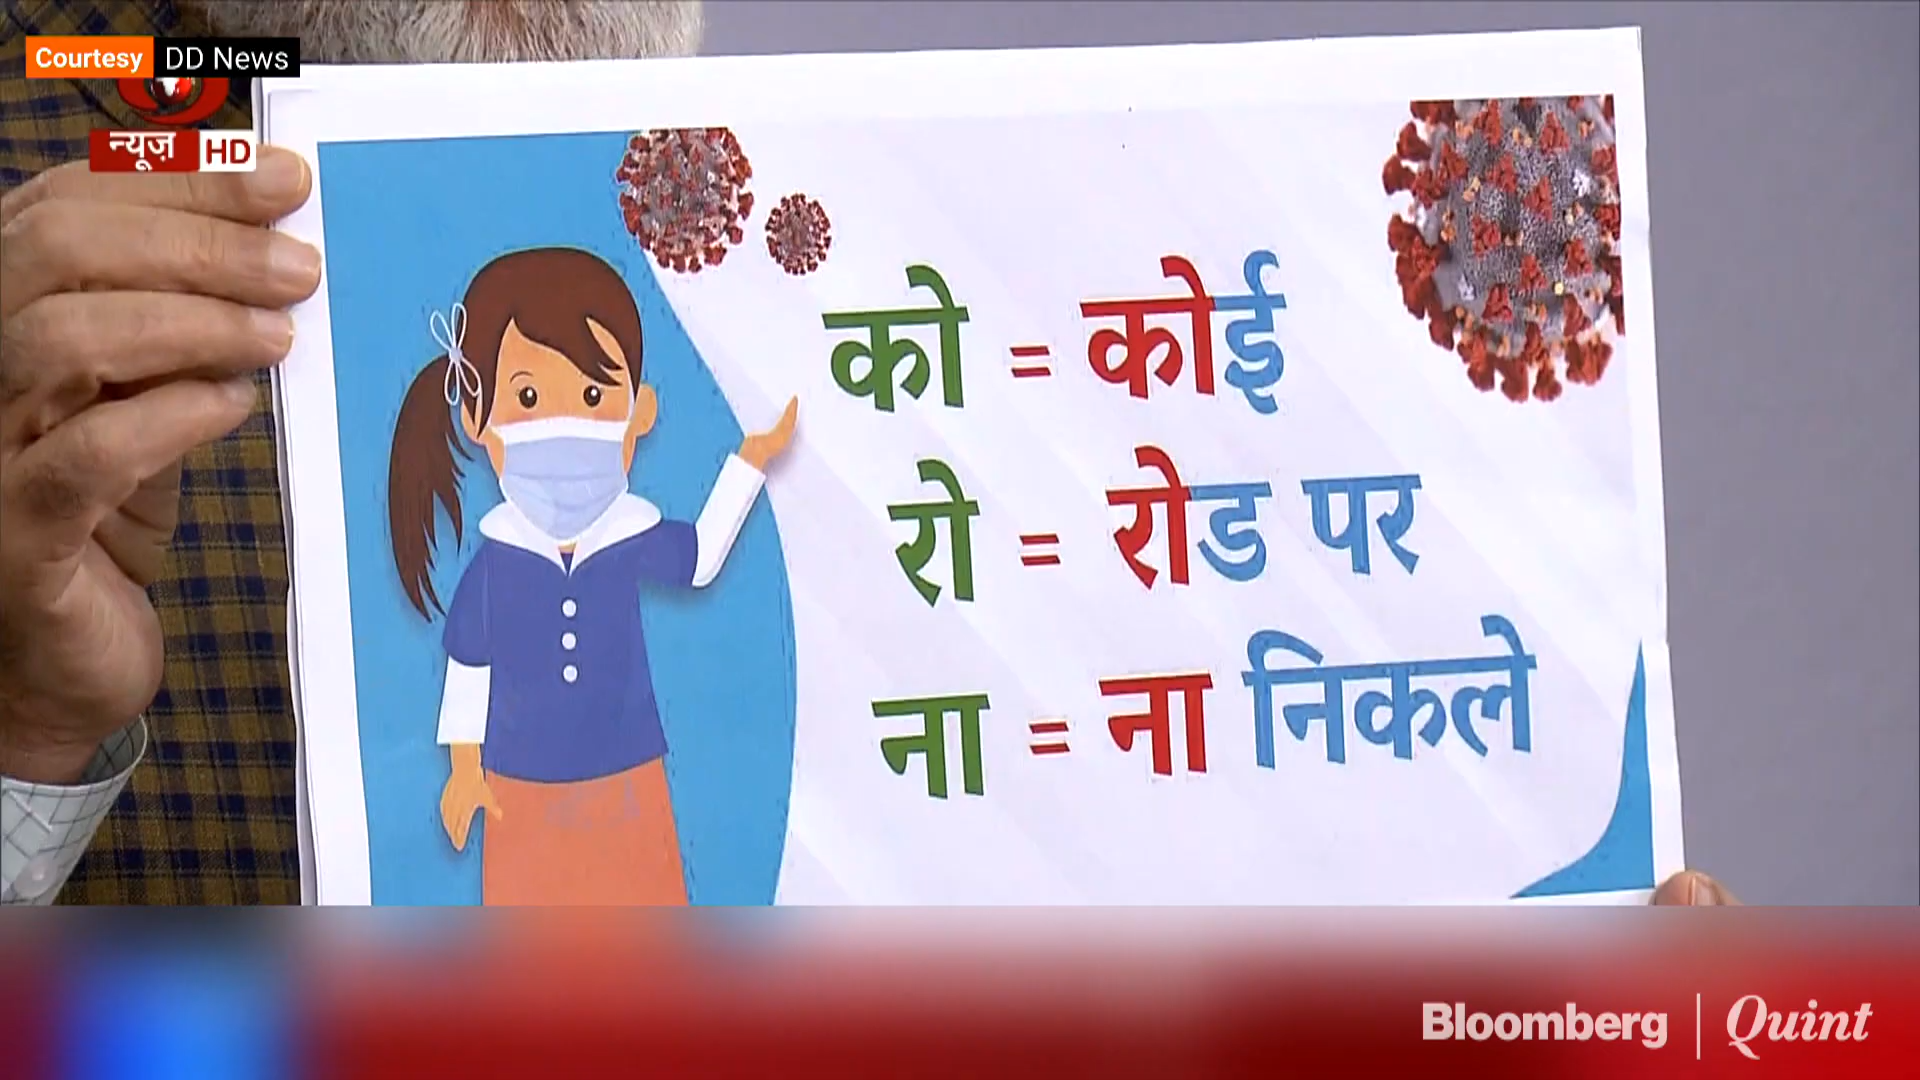 Courtesy DD News
न्यूज़ HD
को = कोई
रो = रोड पर
ना = ना निकले
Bloomberg | Quint